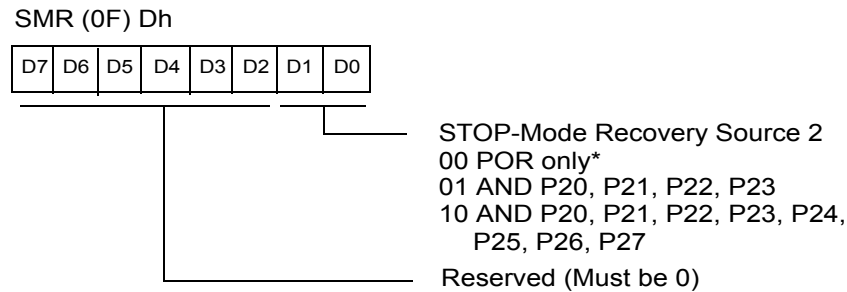 SMR (0F) Dh
D7 D6 D5 D4 D3 D2 D1 D0
STOP-Mode Recovery Source 2
00 POR only*
01 AND P20, P21, P22, P23
10 AND P20, P21, P22, P23, P24,
P25, P26, P27
Reserved (Must be 0)